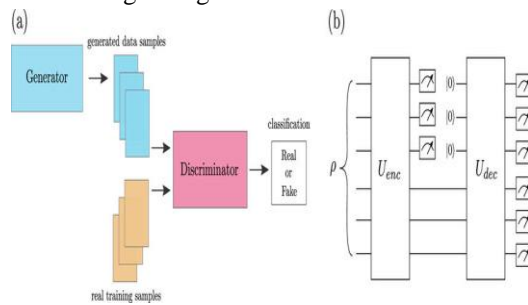 (a)
generated data samples
Generator
classification
Discriminator
Real
or
Fake
real training samples
(b)
|0⟩
|0⟩
|0⟩
ρ
U_enc
U_dec